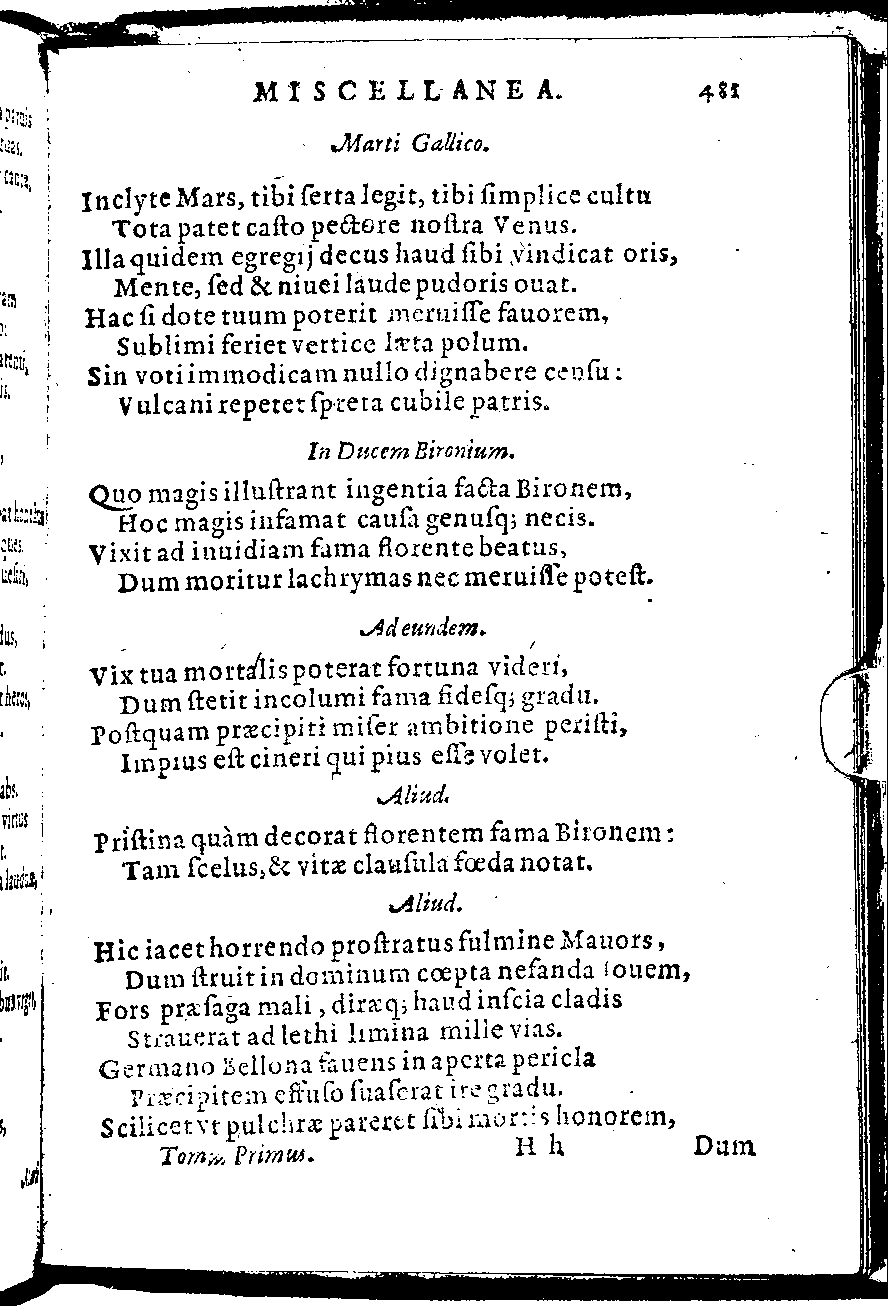 MISCELLANEA. 481
Marti Gallico.
Inclyte Mars, tibi ſerta legit, tibi ſimplice cultu
Tota patet caſto pectore noſtra Venus.
Illa quidem egregij decus haud ſibi vindicat oris,
Mente, ſed & niuei laude pudoris ouat.
Hac ſi dote tuum poterit meruiſſe fauorem,
Sublimi feriet vertice læta polum.
Sin voti immodicam nullo dignabere cenſu:
Vulcani repetet ſpreta cubile patris.
In Ducem Bironium.
Quo magis illuſtrant ingentia facta Bironem,
Hoc magis infamat cauſa genuſq; necis.
Vixit ad inuidiam fama florente beatus,
Dum moritur lachrymas nec meruiſſe poteſt.
Ad eundem.
Vix tua mortalis poterat fortuna videri,
Dum ſtetit incolumi fama fideſq; gradu.
Poſtquam præcipiti miſer ambitione periſti,
Impius eſt cineri qui pius eſſe volet.
Aliud.
Priſtina quàm decorat florentem fama Bironem:
Tam ſcelus, & vitæ clauſula fœda notat.
Aliud.
Hic iacet horrendo proſtratus fulmine Mauors,
Dum ſtruit in dominum cœpta nefanda Iouem,
Fors præſaga mali, diræq; haud inſcia cladis
Strauerat ad lethi limina mille vias.
Germano Bellona fauens in aperta pericla
Præcipitem effuſo ſuaſerat ire gradu.
Scilicet vt pulchræ pareret ſibi mortis honorem,
Tomus Primus. H h Dum